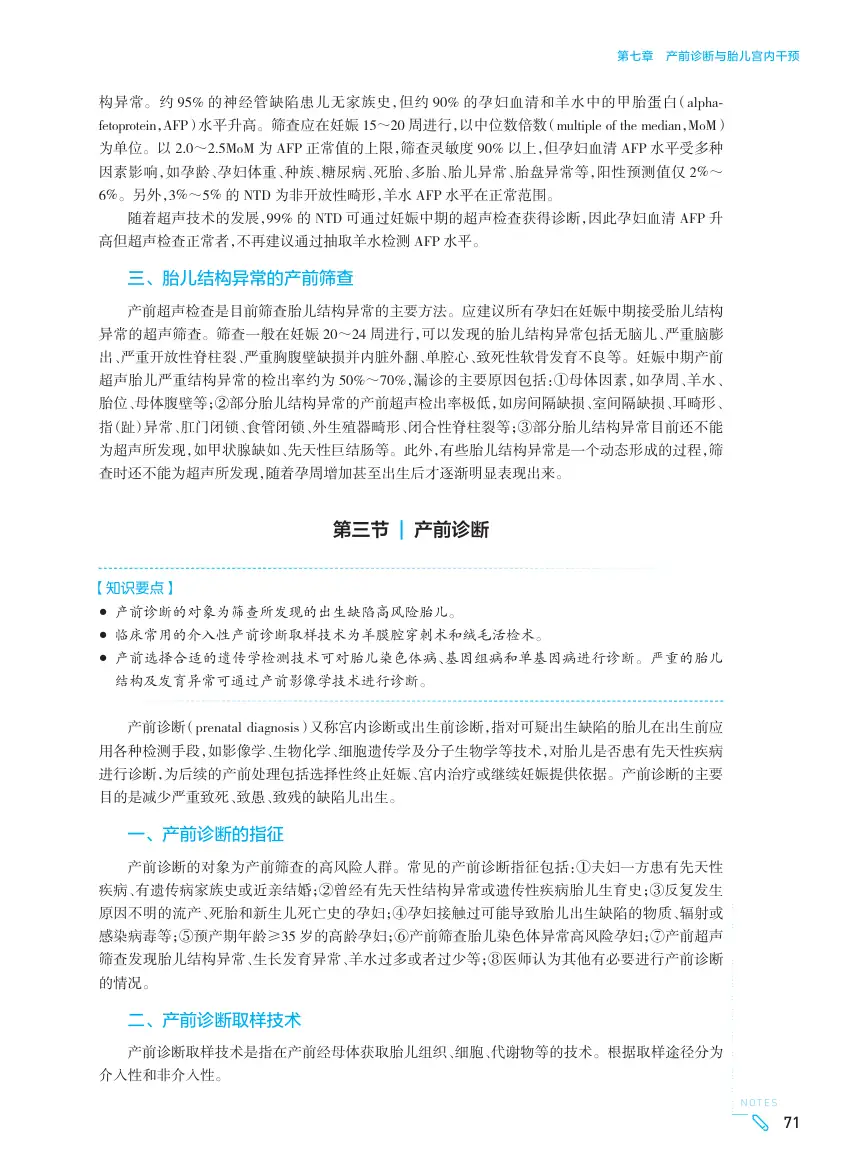 第七章　产前诊断与胎儿宫内干预
构异常。约 95% 的神经管缺陷患儿无家族史,但约 90% 的孕妇血清和羊水中的甲胎蛋白(alpha-
fetoprotein,AFP)水平升高。筛查应在妊娠 15～20 周进行,以中位数倍数(multiple of the median,MoM)
为单位。以 2.0～2.5MoM 为 AFP 正常值的上限,筛查灵敏度 90% 以上,但孕妇血清 AFP 水平受多种
因素影响,如孕龄、孕妇体重、种族、糖尿病、死胎、多胎、胎儿异常、胎盘异常等,阳性预测值仅 2%～
6%。另外,3%～5% 的 NTD 为非开放性畸形,羊水 AFP 水平在正常范围。
随着超声技术的发展,99% 的 NTD 可通过妊娠中期的超声检查获得诊断,因此孕妇血清 AFP 升
高但超声检查正常者,不再建议通过抽取羊水检测 AFP 水平。
三、胎儿结构异常的产前筛查
产前超声检查是目前筛查胎儿结构异常的主要方法。应建议所有孕妇在妊娠中期接受胎儿结构
异常的超声筛查。筛查一般在妊娠 20～24 周进行,可以发现的胎儿结构异常包括无脑儿、严重脑膨
出、严重开放性脊柱裂、严重胸腹壁缺损并内脏外翻、单腔心、致死性软骨发育不良等。妊娠中期产前
超声胎儿严重结构异常的检出率约为 50%～70%,漏诊的主要原因包括:①母体因素,如孕周、羊水、
胎位、母体腹壁等;②部分胎儿结构异常的产前超声检出率极低,如房间隔缺损、室间隔缺损、耳畸形、
指(趾)异常、肛门闭锁、食管闭锁、外生殖器畸形、闭合性脊柱裂等;③部分胎儿结构异常目前还不能
为超声所发现,如甲状腺缺如、先天性巨结肠等。此外,有些胎儿结构异常是一个动态形成的过程,筛
查时还不能为超声所发现,随着孕周增加甚至出生后才逐渐明显表现出来。
第三节 | 产前诊断
【知识要点】
● 产前诊断的对象为筛查所发现的出生缺陷高风险胎儿。
● 临床常用的介入性产前诊断取样技术为羊膜腔穿刺术和绒毛活检术。
● 产前选择合适的遗传学检测技术可对胎儿染色体病、基因组病和单基因病进行诊断。严重的胎儿
结构及发育异常可通过产前影像学技术进行诊断。
产前诊断(prenatal diagnosis)又称宫内诊断或出生前诊断,指对可疑出生缺陷的胎儿在出生前应
用各种检测手段,如影像学、生物化学、细胞遗传学及分子生物学等技术,对胎儿是否患有先天性疾病
进行诊断,为后续的产前处理包括选择性终止妊娠、宫内治疗或继续妊娠提供依据。产前诊断的主要
目的是减少严重致死、致愚、致残的缺陷儿出生。
一、产前诊断的指征
产前诊断的对象为产前筛查的高风险人群。常见的产前诊断指征包括:①夫妇一方患有先天性
疾病、有遗传病家族史或近亲结婚;②曾经有先天性结构异常或遗传性疾病胎儿生育史;③反复发生
原因不明的流产、死胎和新生儿死亡史的孕妇;④孕妇接触过可能导致胎儿出生缺陷的物质、辐射或
感染病毒等;⑤预产期年龄≥35 岁的高龄孕妇;⑥产前筛查胎儿染色体异常高风险孕妇;⑦产前超声
筛查发现胎儿结构异常、生长发育异常、羊水过多或者过少等;⑧医师认为其他有必要进行产前诊断
的情况。
二、产前诊断取样技术
产前诊断取样技术是指在产前经母体获取胎儿组织、细胞、代谢物等的技术。根据取样途径分为
介入性和非介入性。
NOTES
71